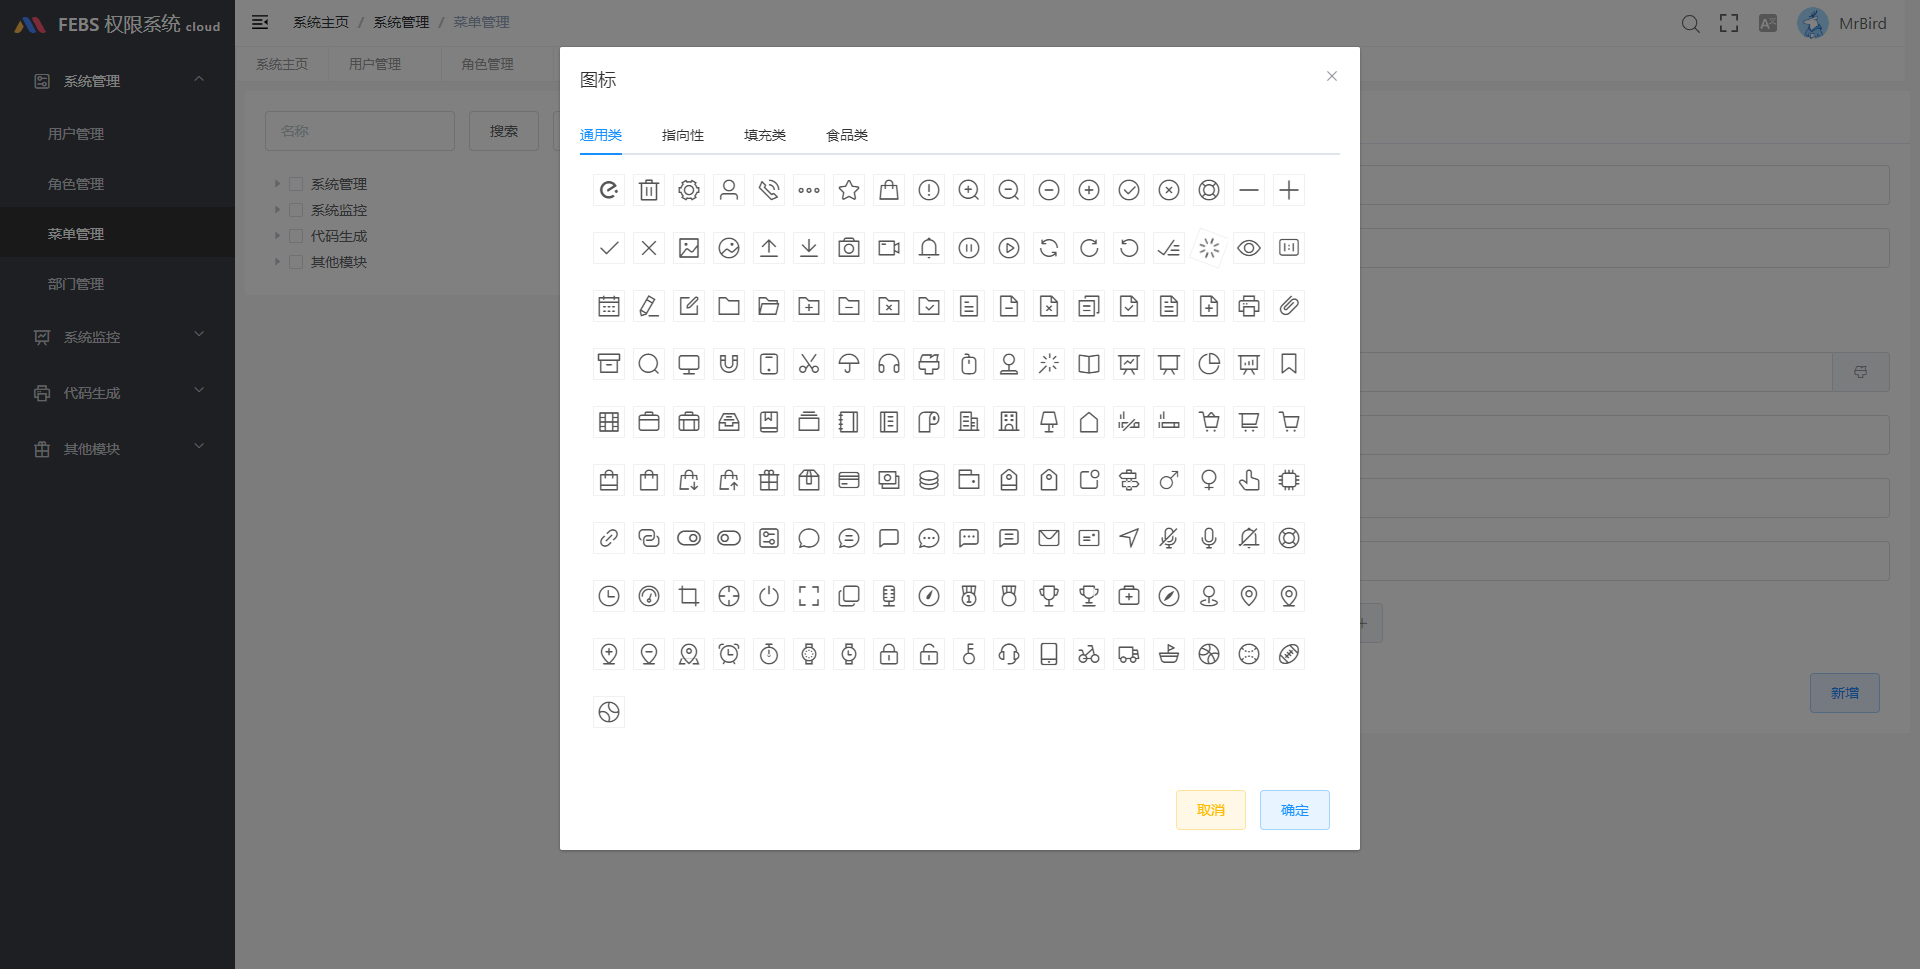 FEBS 权限系统 cloud
系统主页 / 系统管理 / 菜单管理
MrBird
系统主页 用户管理 角色管理
系统管理
用户管理
角色管理
菜单管理
部门管理
系统监控
代码生成
其他模块
名称
搜索
系统管理
系统监控
代码生成
其他模块
图标
通用类 指向性 填充类 食品类
取消 确定
新增